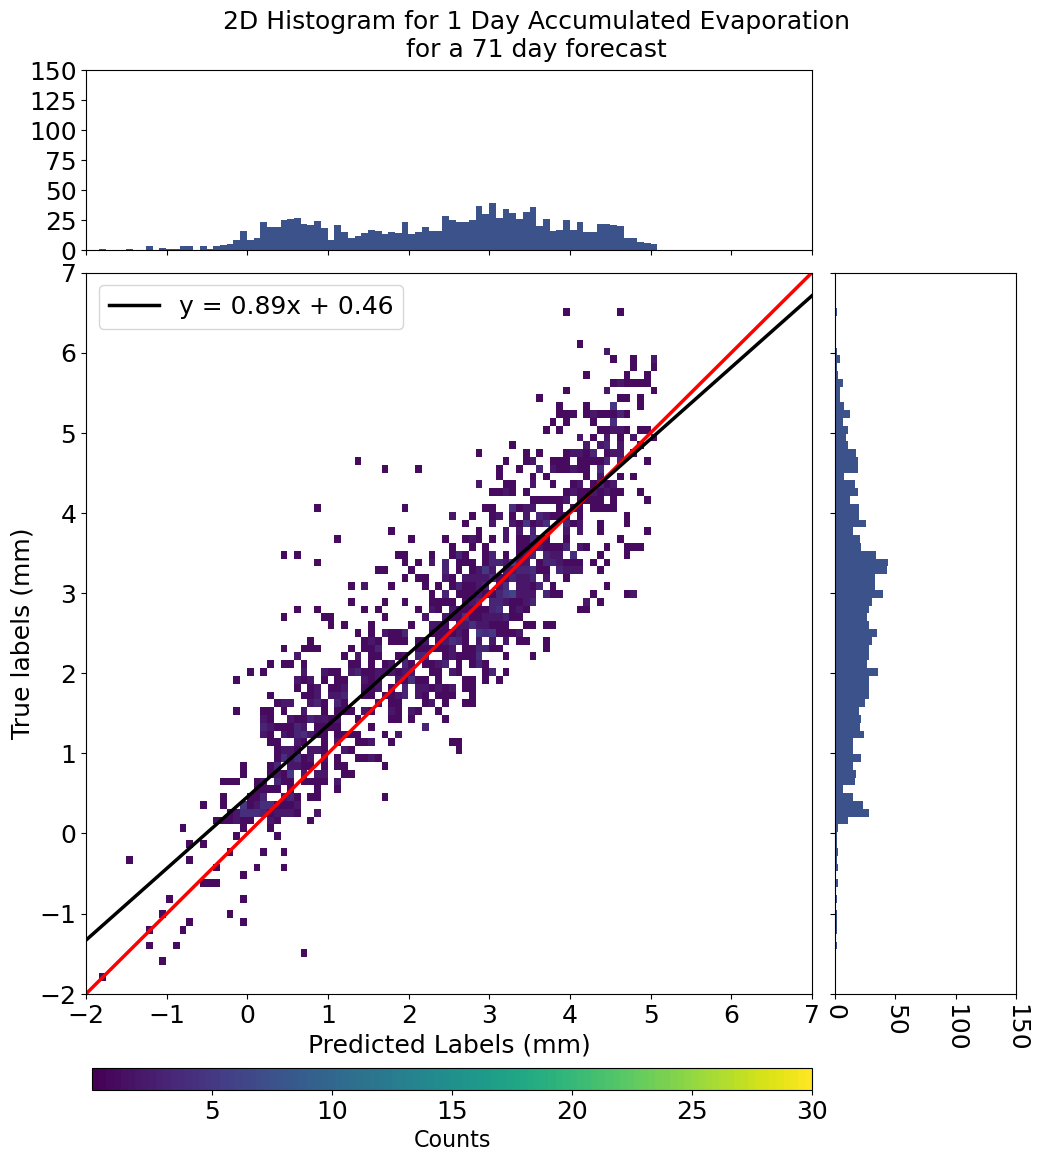 2D Histogram for 1 Day Accumulated Evaporation
for a 71 day forecast
150
125
100
75
50
25
0
7
6
5
4
3
2
1
0
−1
−2
y = 0.89x + 0.46
True labels (mm)
−2 −1 0 1 2 3 4 5 6 7
Predicted Labels (mm)
0 50 100 150
5 10 15 20 25 30
Counts